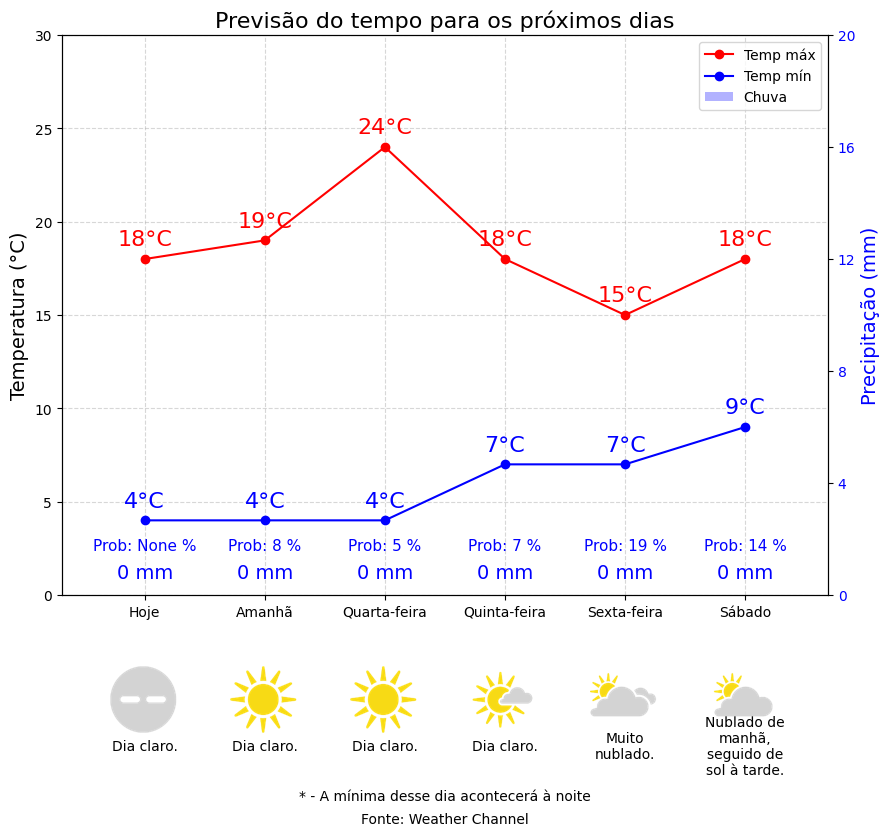 Previsão do tempo para os próximos dias
Temp máx
Temp mín
Chuva
Temperatura (°C)
Precipitação (mm)
30
25
20
15
10
5
0
20
16
12
8
4
0
18°C
19°C
24°C
18°C
15°C
18°C
4°C
4°C
4°C
7°C
7°C
9°C
Prob: None % Prob: 8 % Prob: 5 % Prob: 7 % Prob: 19 % Prob: 14 %
0 mm 0 mm 0 mm 0 mm 0 mm 0 mm
Hoje Amanhã Quarta-feira Quinta-feira Sexta-feira Sábado
Dia claro.
Dia claro.
Dia claro.
Dia claro.
Muito
nublado.
Nublado de
manhã,
seguido de
sol à tarde.
* - A mínima desse dia acontecerá à noite
Fonte: Weather Channel